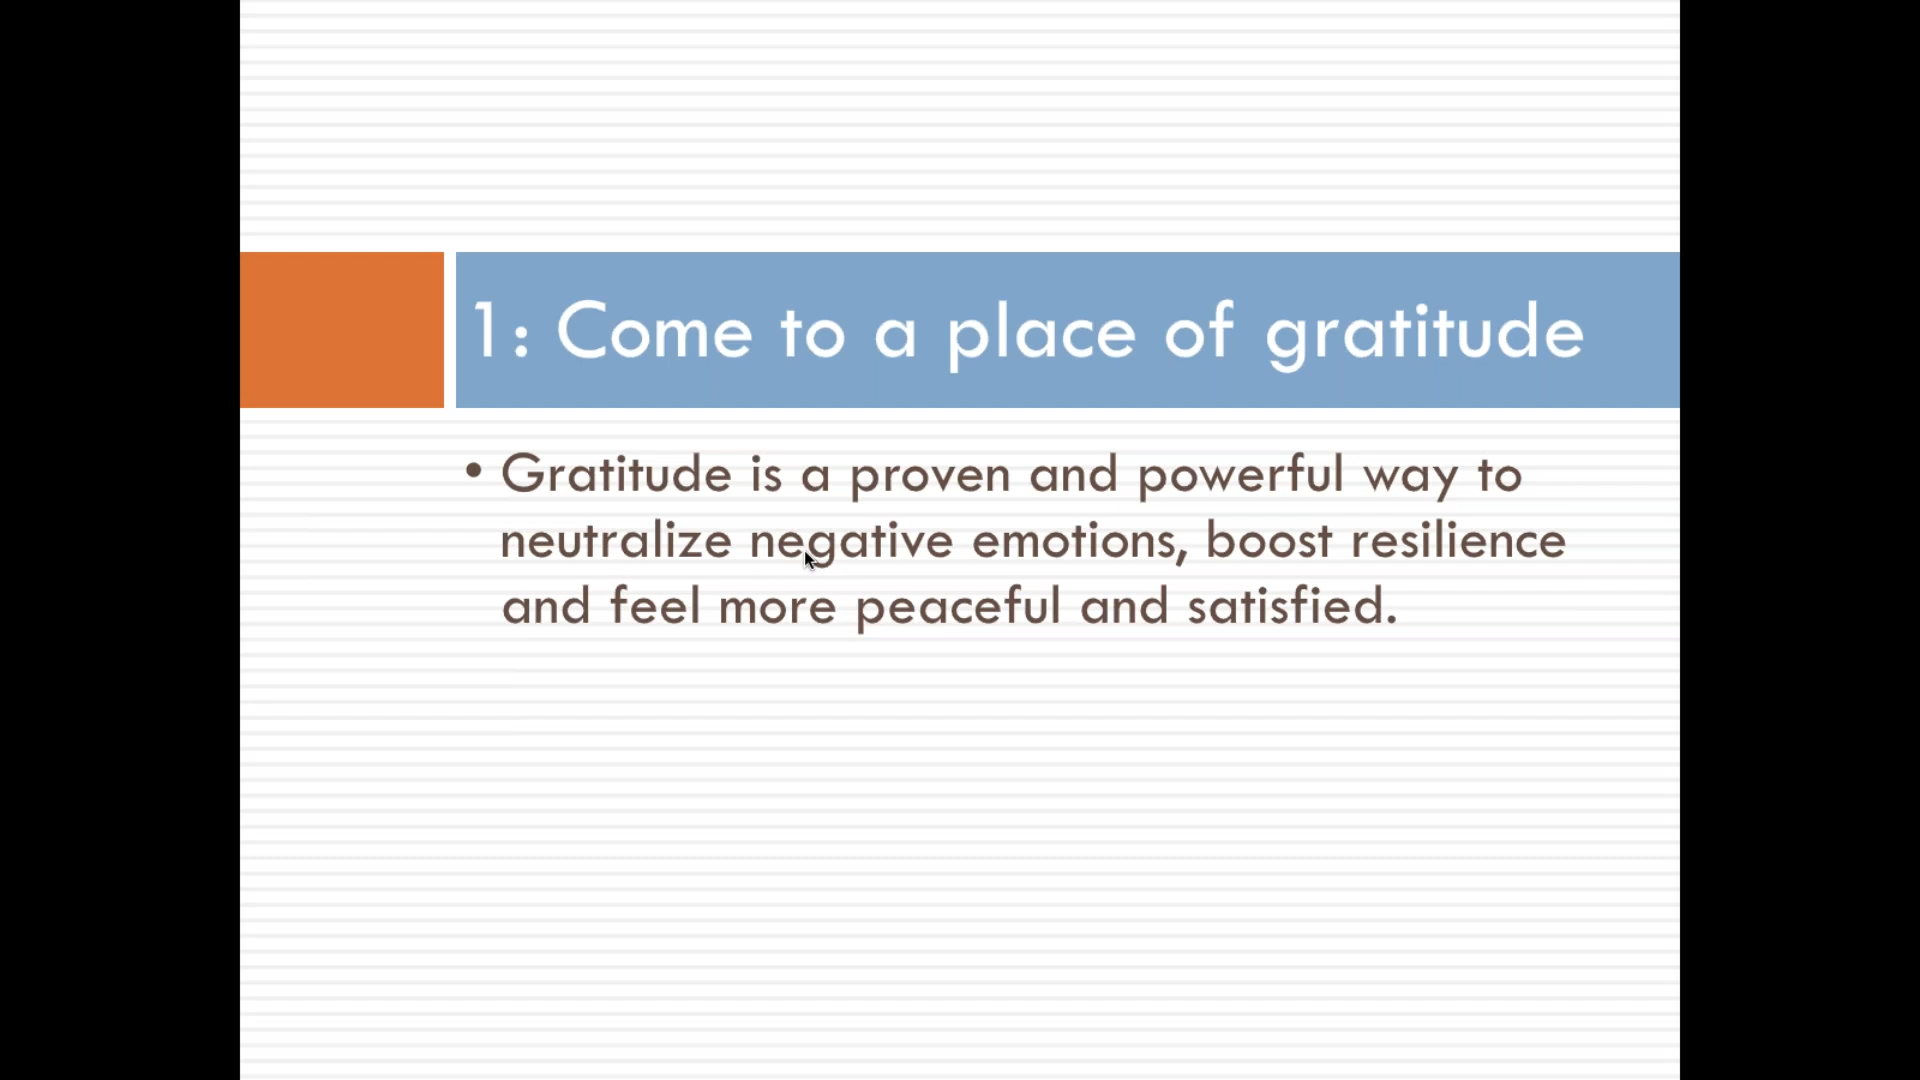 1: Come to a place of gratitude
• Gratitude is a proven and powerful way to
neutralize negative emotions, boost resilience
and feel more peaceful and satisfied.